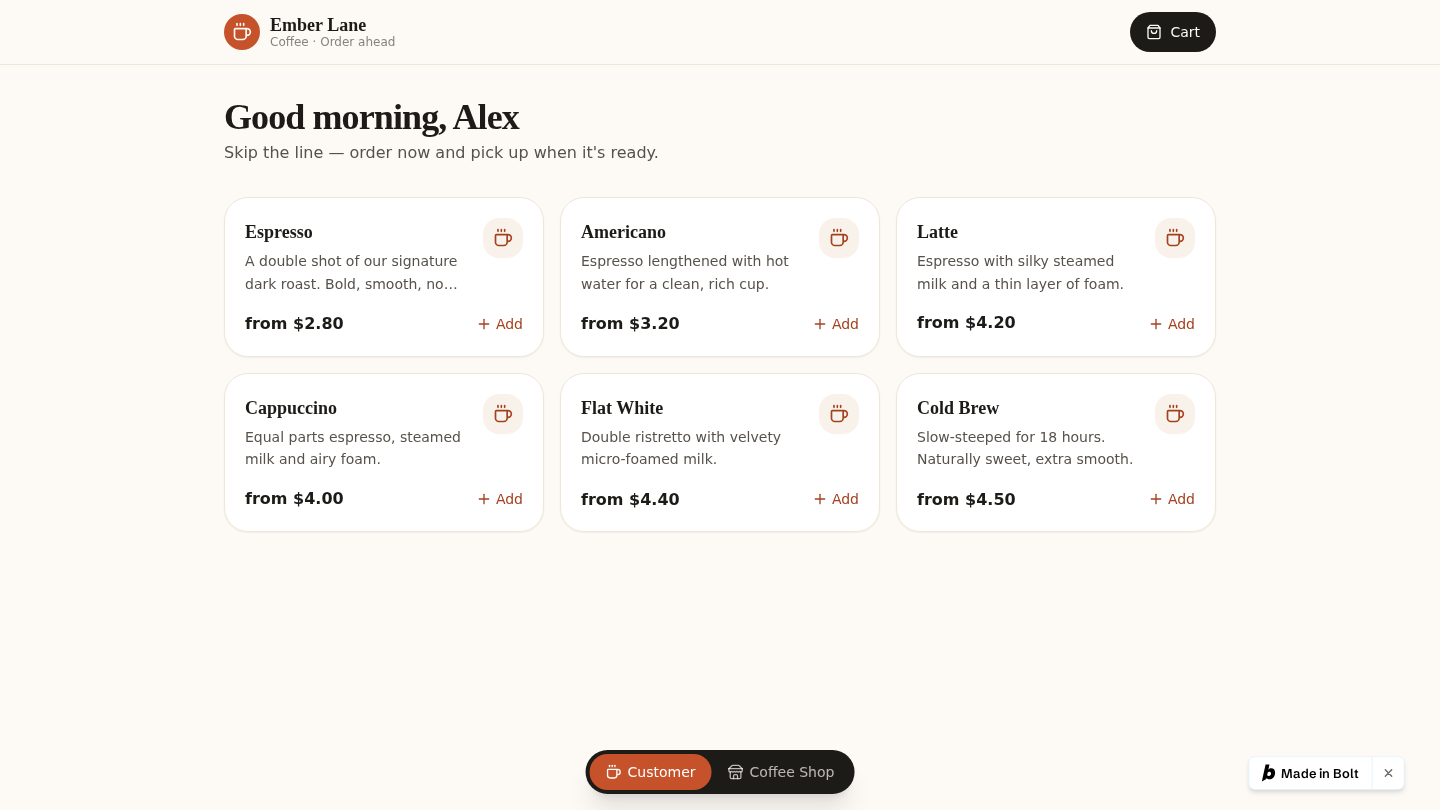 Ember Lane
Coffee · Order ahead
Cart
Good morning, Alex
Skip the line — order now and pick up when it's ready.
Espresso
A double shot of our signature
dark roast. Bold, smooth, no…
from $2.80
Add
Americano
Espresso lengthened with hot
water for a clean, rich cup.
from $3.20
Add
Latte
Espresso with silky steamed
milk and a thin layer of foam.
from $4.20
Add
Cappuccino
Equal parts espresso, steamed
milk and airy foam.
from $4.00
Add
Flat White
Double ristretto with velvety
micro-foamed milk.
from $4.40
Add
Cold Brew
Slow-steeped for 18 hours.
Naturally sweet, extra smooth.
from $4.50
Add
Customer
Coffee Shop
b Made in Bolt